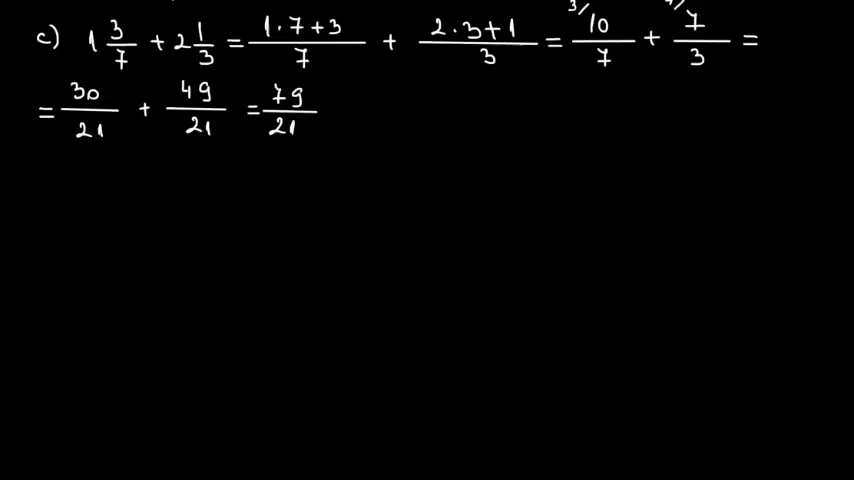 c) 1 3/7 + 2 1/3 = (1·7+3)/7 + (2·3+1)/3 = 3/ 10/7 + 7/3 =
= 30/21 + 49/21 = 79/21